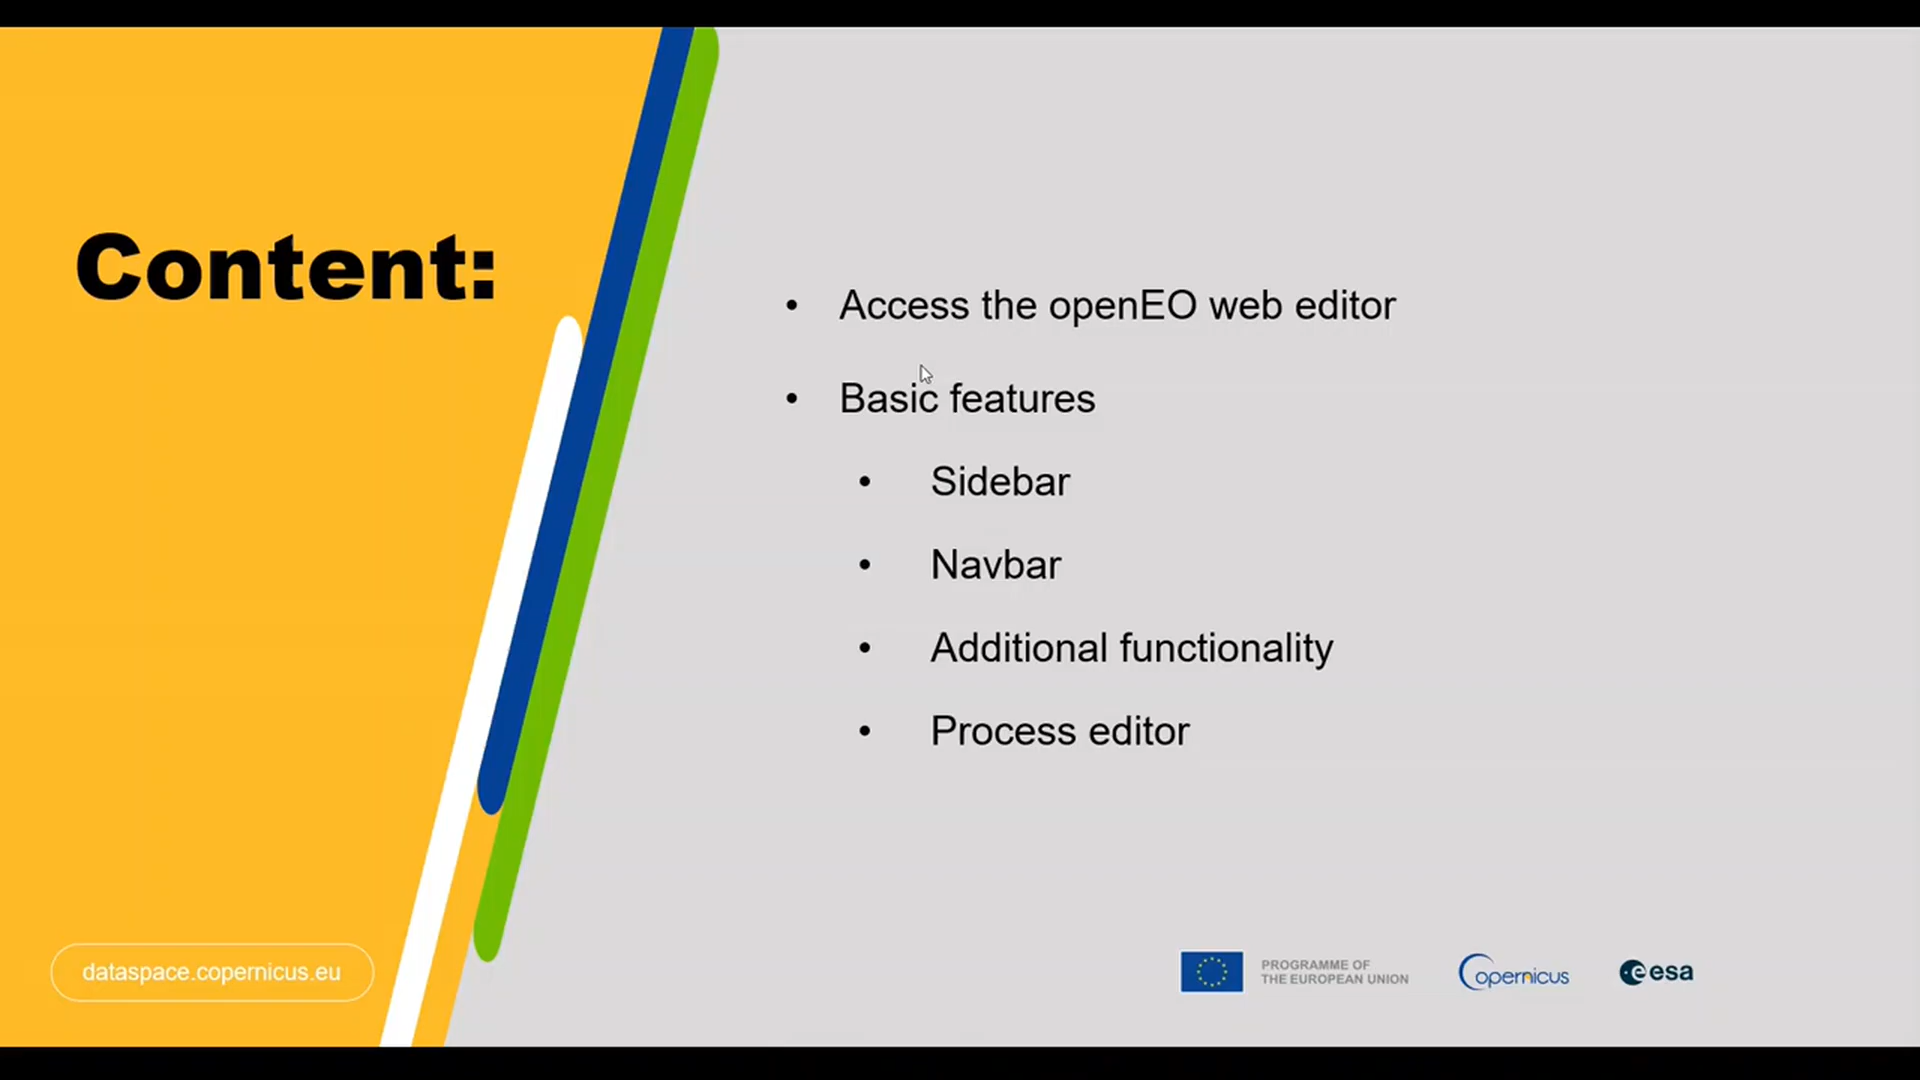 Content:
• Access the openEO web editor
• Basic features
• Sidebar
• Navbar
• Additional functionality
• Process editor
dataspace.copernicus.eu
PROGRAMME OF
THE EUROPEAN UNION
Copernicus
esa